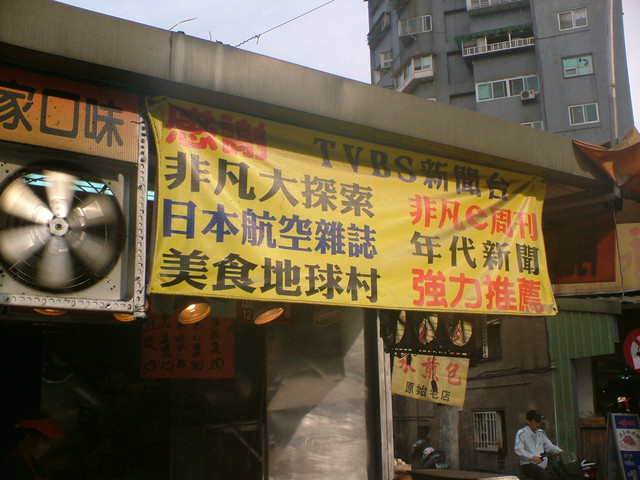 家口味
感謝 TVBS新聞台
非凡大探索 非凡e周刊
日本航空雜誌 年代新聞
美食地球村 強力推薦
水煎包
原始老店